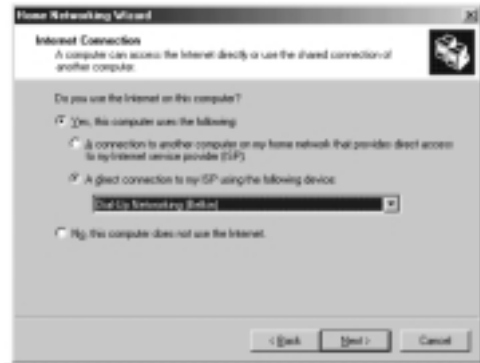 Home Networking Wizard
Internet Connection
A computer can access the Internet directly or use the shared connection of
another computer.
Do you use the Internet on this computer?
Yes, this computer uses the following:
A connection to another computer on my home network that provides direct access
to my Internet service provider (ISP).
A direct connection to my ISP using the following device:
Dial-Up Networking (Belkin)
No, this computer does not use the Internet.
< Back
Next >
Cancel